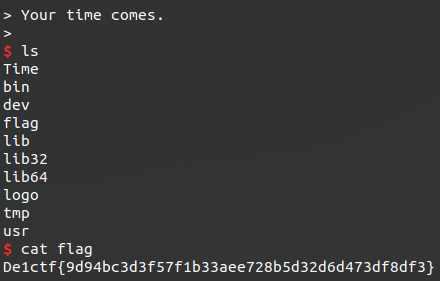 > Your time comes.
>
$ ls
Time
bin
dev
flag
lib
lib32
lib64
logo
tmp
usr
$ cat flag
De1ctf{9d94bc3d3f57f1b33aee728b5d32d6d473df8df3}